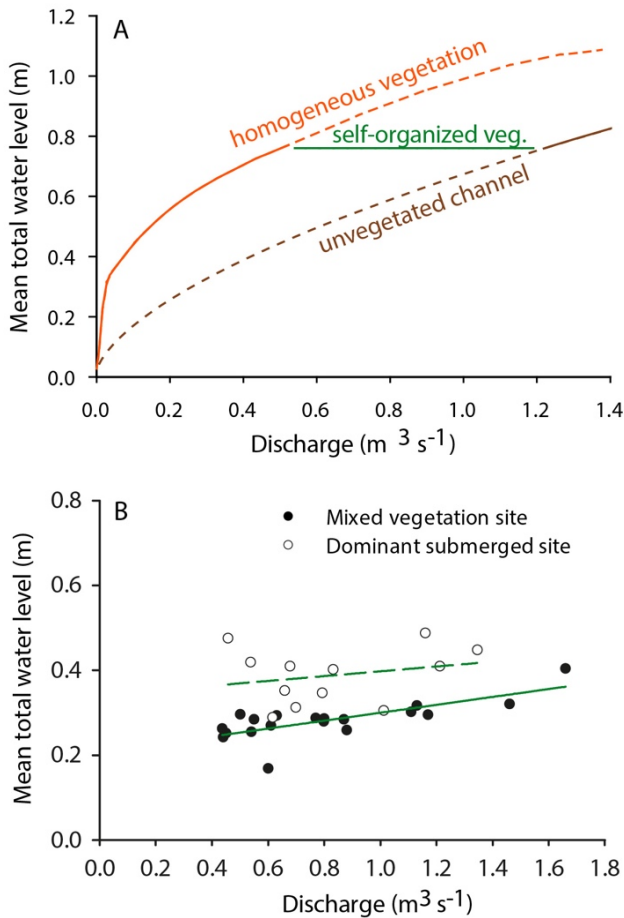 A
1.2
1.0
0.8
0.6
0.4
0.2
0.0
Mean total water level (m)
homogeneous vegetation
self-organized veg.
unvegetated channel
0.0 0.2 0.4 0.6 0.8 1.0 1.2 1.4
Discharge (m 3 s-1)
B
0.8
0.6
0.4
0.2
0.0
Mean total water level (m)
Mixed vegetation site
Dominant submerged site
0.0 0.2 0.4 0.6 0.8 1.0 1.2 1.4 1.6 1.8
Discharge (m3 s-1)